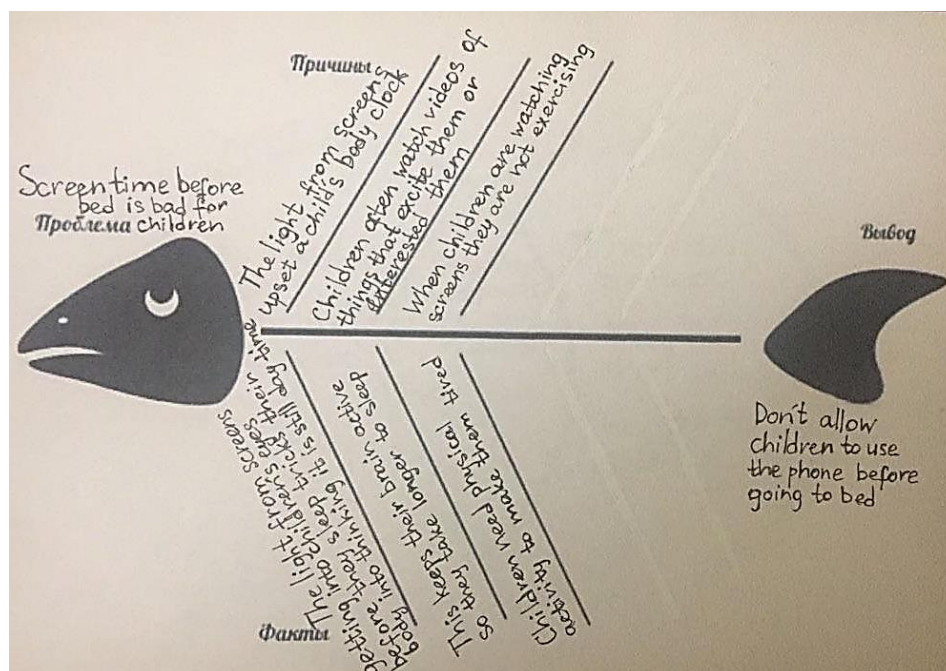 Причины
The light from screens
upset a child's body clock
Children often watch videos of
things that excite them or
interested them
When children are watching
screens they are not exercising
Screentime before
bed is bad for
children
Проблема
Вывод
Don't allow
children to use
the phone before
going to bed
The light from screens
getting into children's eyes
before they sleep tricks their
body into thinking it is still day time
This keeps their brain active
so they take longer to sleep
Children need physical
activity to make them tired
Факты